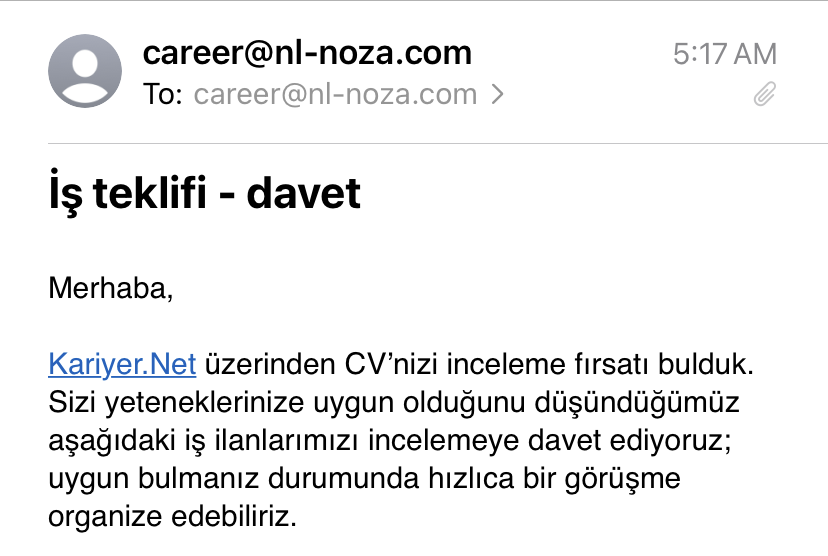 career@nl-noza.com
5:17 AM
To: career@nl-noza.com >
İş teklifi - davet
Merhaba,
Kariyer.Net üzerinden CV’nizi inceleme fırsatı bulduk.
Sizi yeteneklerinize uygun olduğunu düşündüğümüz
aşağıdaki iş ilanlarımızı incelemeye davet ediyoruz;
uygun bulmanız durumunda hızlıca bir görüşme
organize edebiliriz.